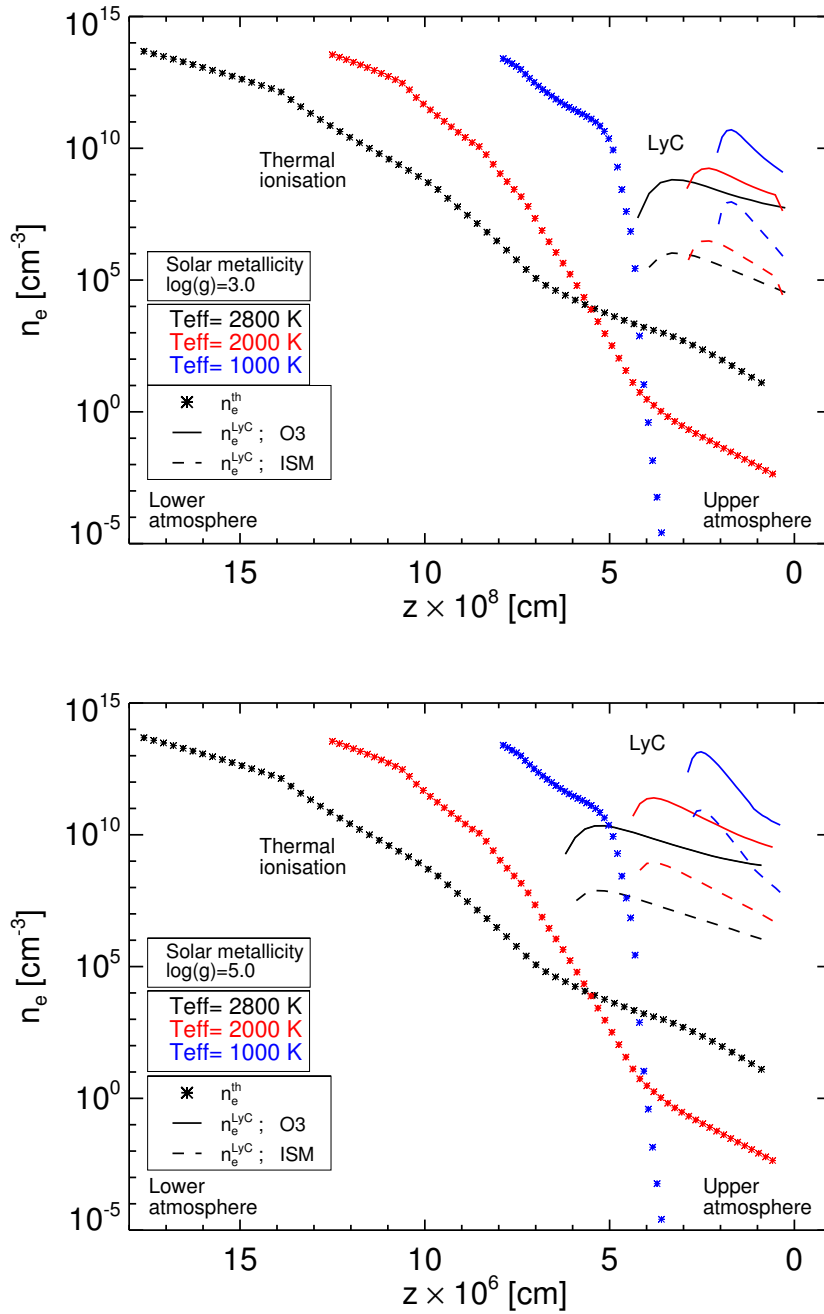 10^15
10^10
10^5
10^0
10^-5
n_e [cm^-3]
LyC
Thermal
ionisation
Solar metallicity
log(g)=3.0
Teff= 2800 K
Teff= 2000 K
Teff= 1000 K
n_e^th
n_e^LyC ; O3
n_e^LyC ; ISM
Lower
atmosphere
Upper
atmosphere
15 10 5 0
z × 10^8 [cm]
10^15
10^10
10^5
10^0
10^-5
n_e [cm^-3]
LyC
Thermal
ionisation
Solar metallicity
log(g)=5.0
Teff= 2800 K
Teff= 2000 K
Teff= 1000 K
n_e^th
n_e^LyC ; O3
n_e^LyC ; ISM
Lower
atmosphere
Upper
atmosphere
15 10 5 0
z × 10^6 [cm]